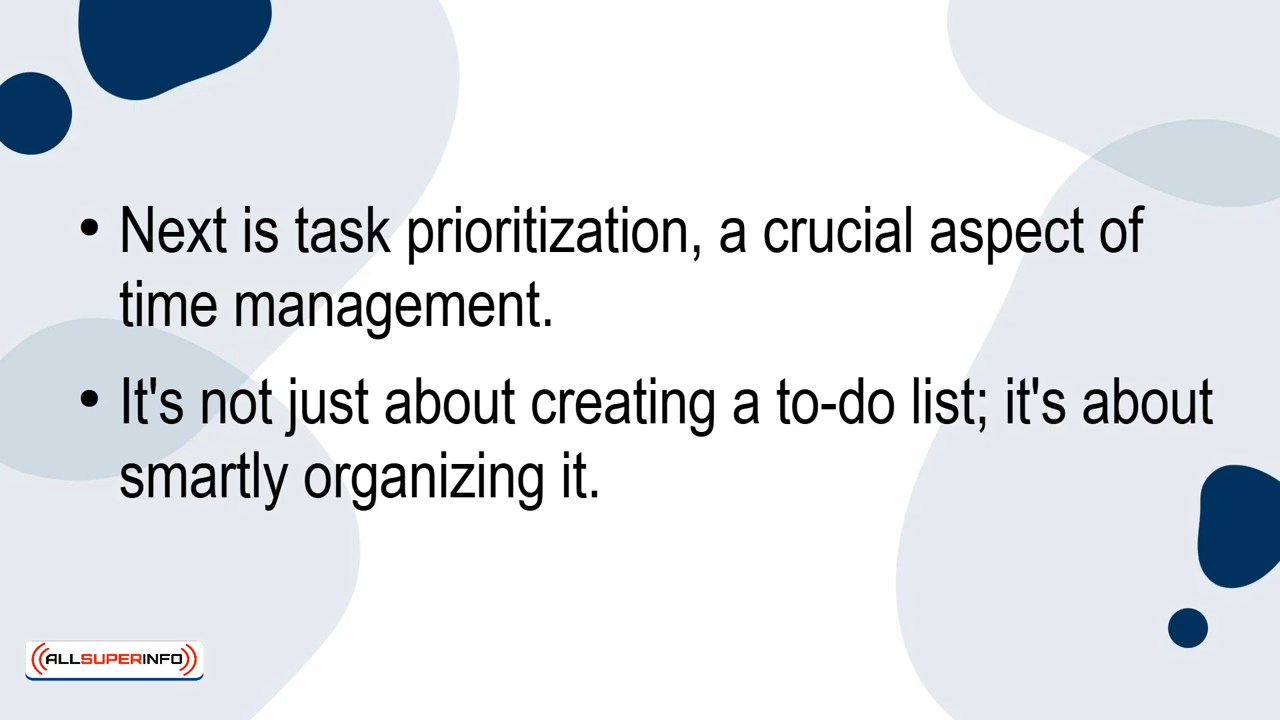 • Next is task prioritization, a crucial aspect of
time management.
• It's not just about creating a to-do list; it's about
smartly organizing it.
ALLSUPERINFO